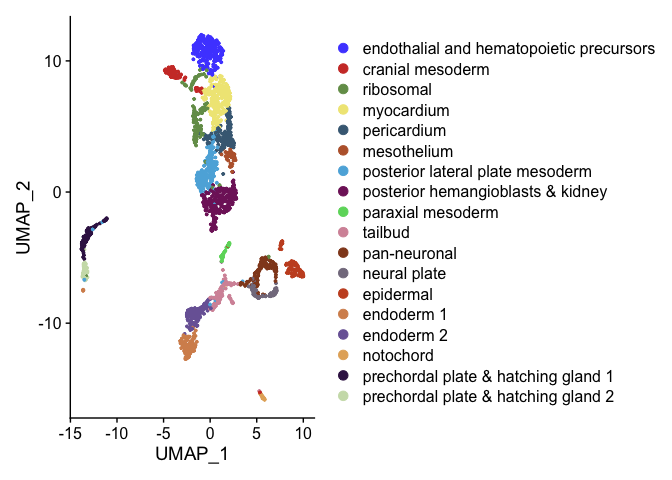 10
0
-10
-15
-10
-5
0
5
10
UMAP_1
UMAP_2
endothalial and hematopoietic precursors
cranial mesoderm
ribosomal
myocardium
pericardium
mesothelium
posterior lateral plate mesoderm
posterior hemangioblasts & kidney
paraxial mesoderm
tailbud
pan-neuronal
neural plate
epidermal
endoderm 1
endoderm 2
notochord
prechordal plate & hatching gland 1
prechordal plate & hatching gland 2